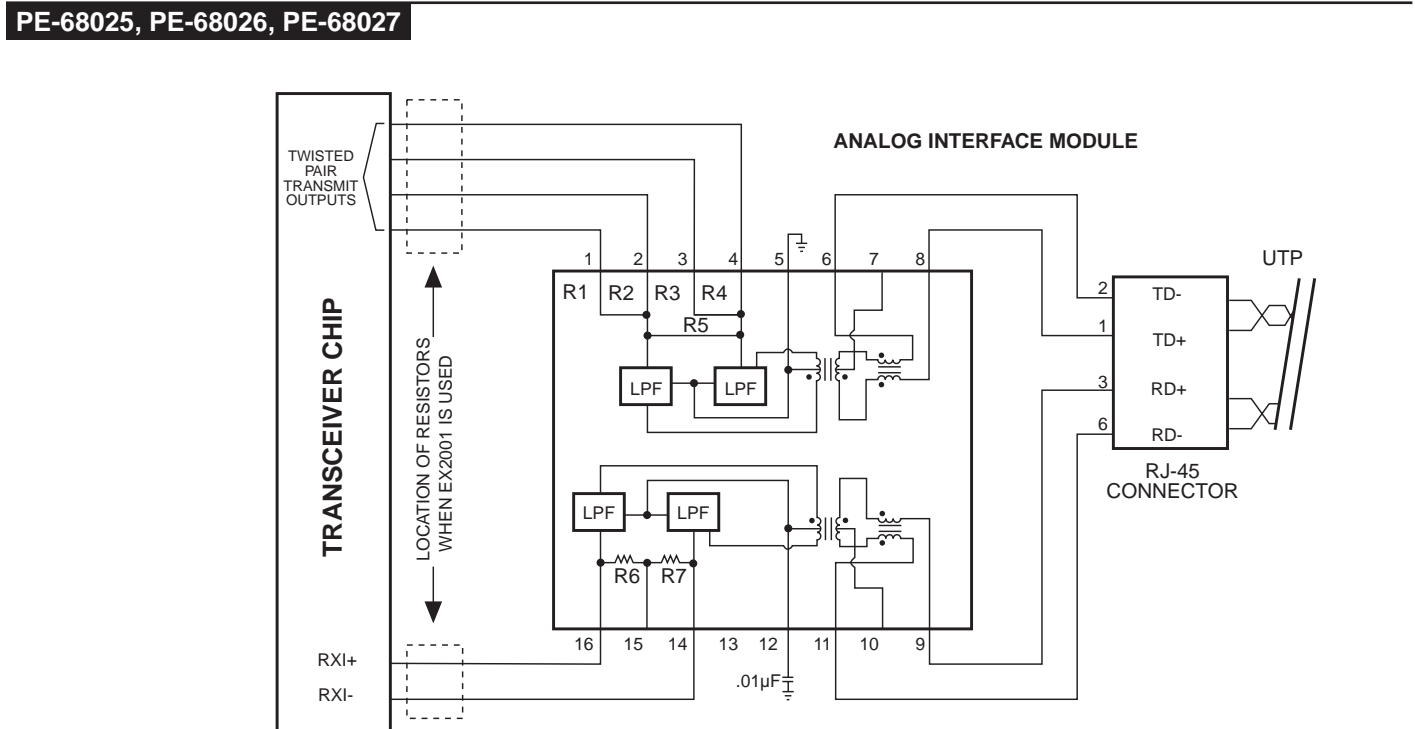 PE-68025, PE-68026, PE-68027
ANALOG INTERFACE MODULE
TWISTED
PAIR
TRANSMIT
OUTPUTS
TRANSCEIVER CHIP
LOCATION OF RESISTORS
WHEN EX2001 IS USED
RXI+
RXI-
1 2 3 4 5 6 7 8
R1 R2 R3 R4
R5
LPF LPF
LPF LPF
R6 R7
16 15 14 13 12 11 10 9
.01µF
UTP
2 TD-
1 TD+
3 RD+
6 RD-
RJ-45
CONNECTOR